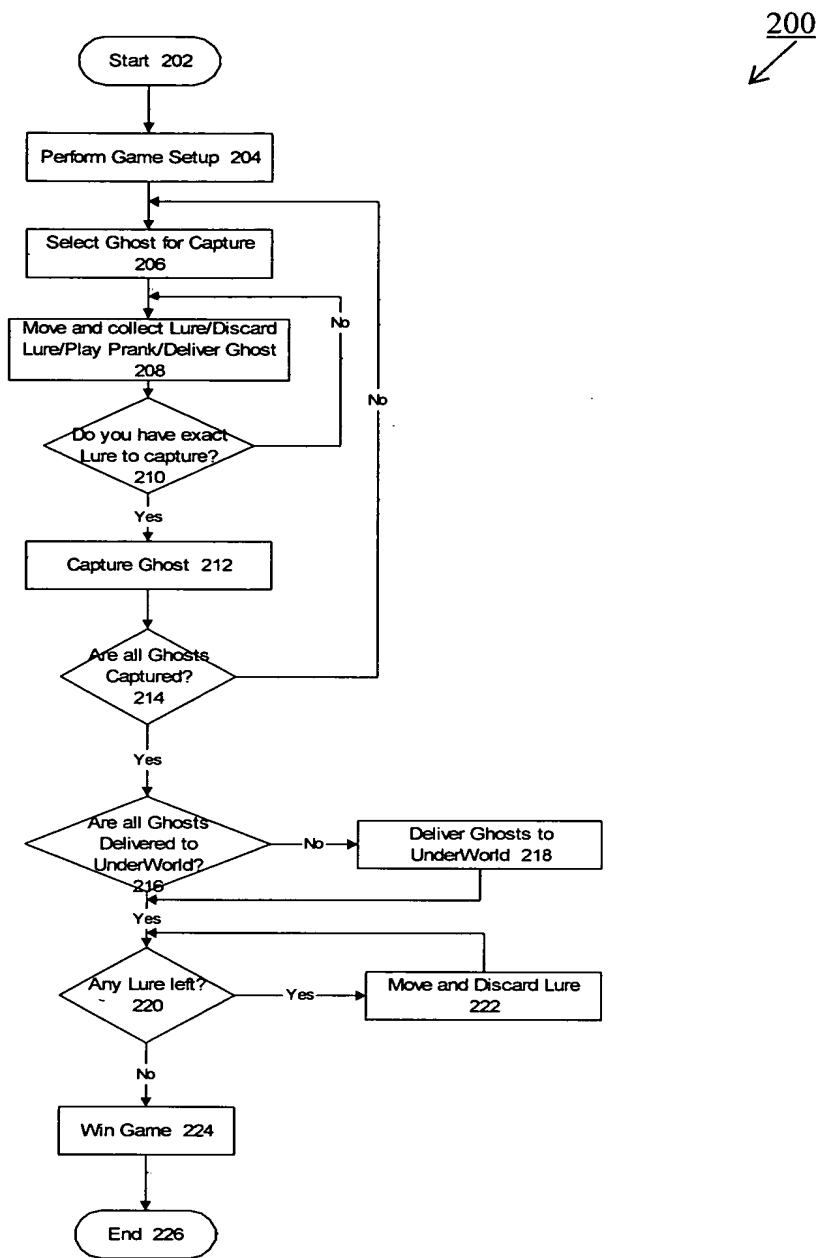 200
Start 202
Perform Game Setup 204
Select Ghost for Capture
206
No
Move and collect Lure/Discard
Lure/Play Prank/Deliver Ghost
208
No
Do you have exact
Lure to capture?
210
Yes
Capture Ghost 212
Are all Ghosts
Captured?
214
Yes
Are all Ghosts
Delivered to
UnderWorld?
216
No
Deliver Ghosts to
UnderWorld 218
Yes
Any Lure left?
220
Yes
Move and Discard Lure
222
No
Win Game 224
End 226